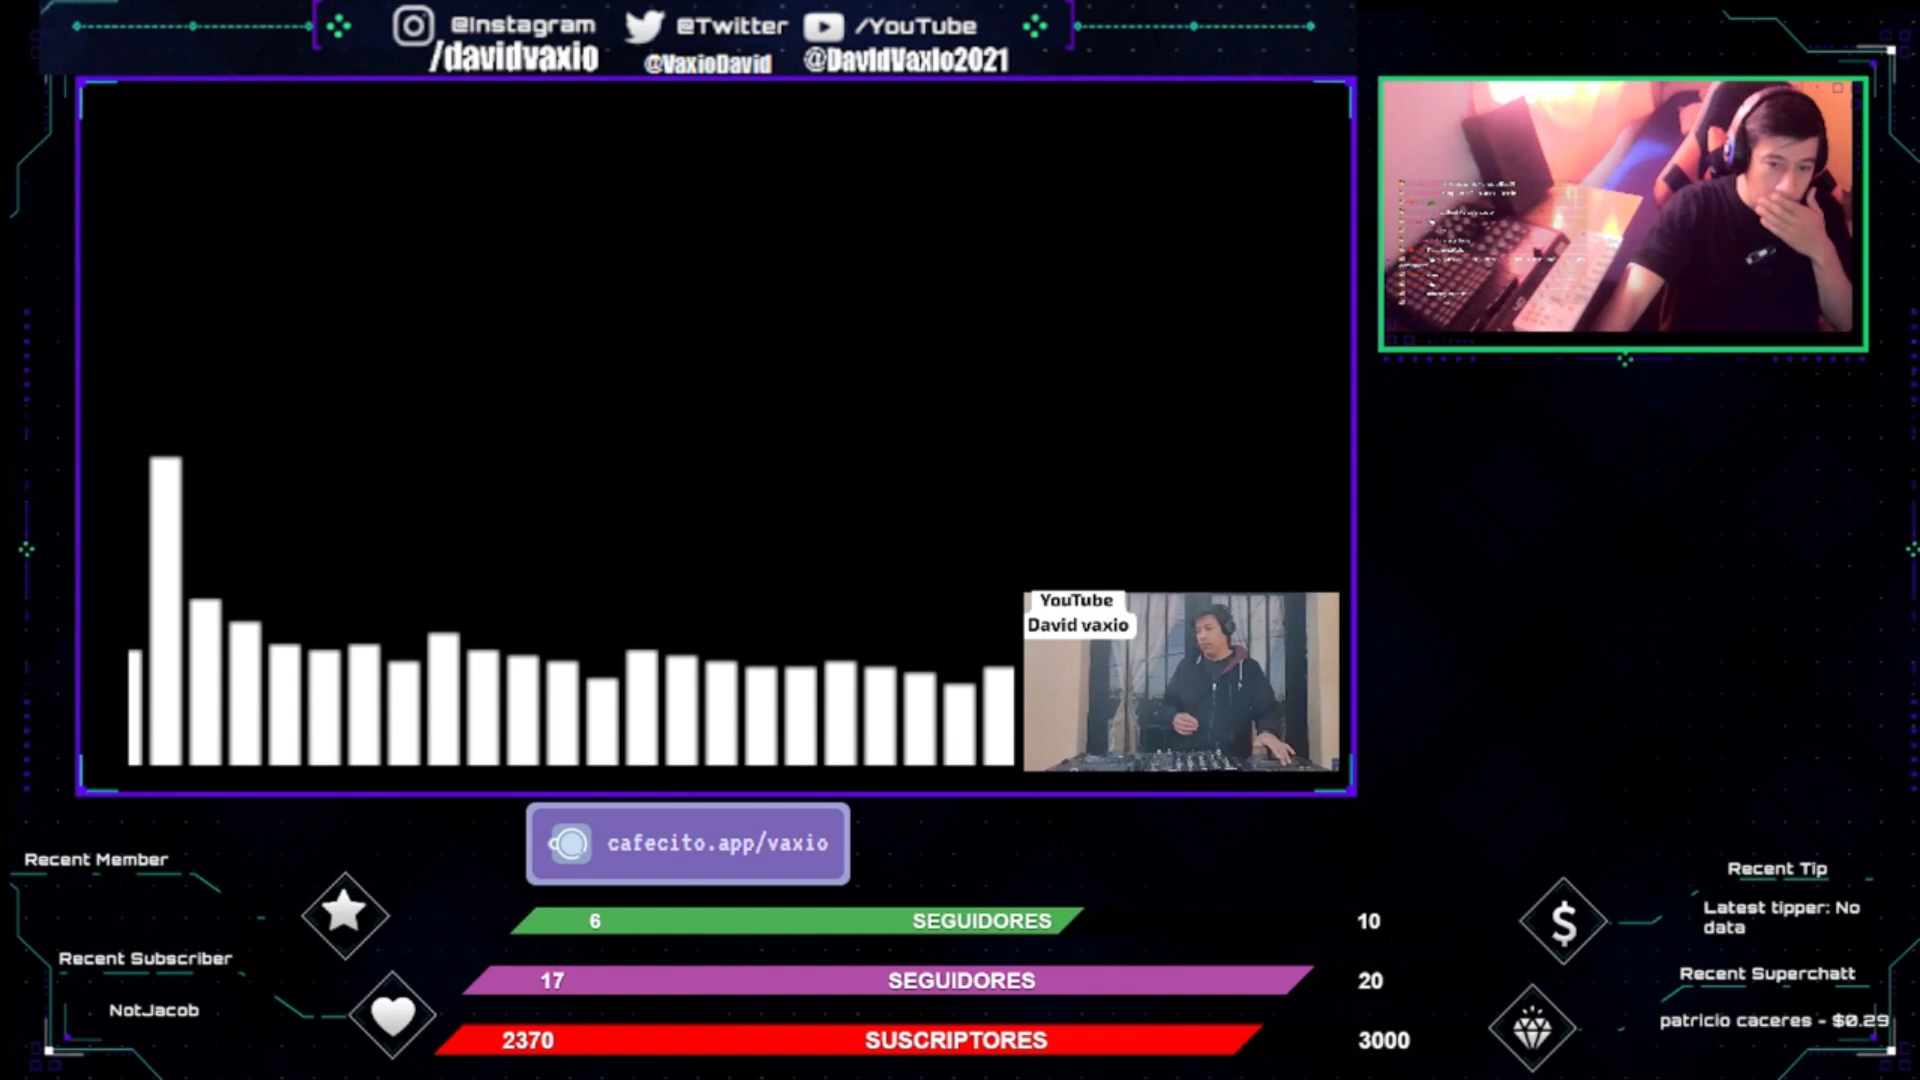 @Instagram
/davidvaxio
@Twitter
@VaxioDavid
/YouTube
@DavidVaxio2021
YouTube
David vaxio
cafecito.app/vaxio
Recent Member
Recent Subscriber
NotJacob
6 SEGUIDORES 10
17 SEGUIDORES 20
2370 SUSCRIPTORES 3000
Recent Tip
Latest tipper: No
data
Recent Superchatt
patricio caceres - $0.29